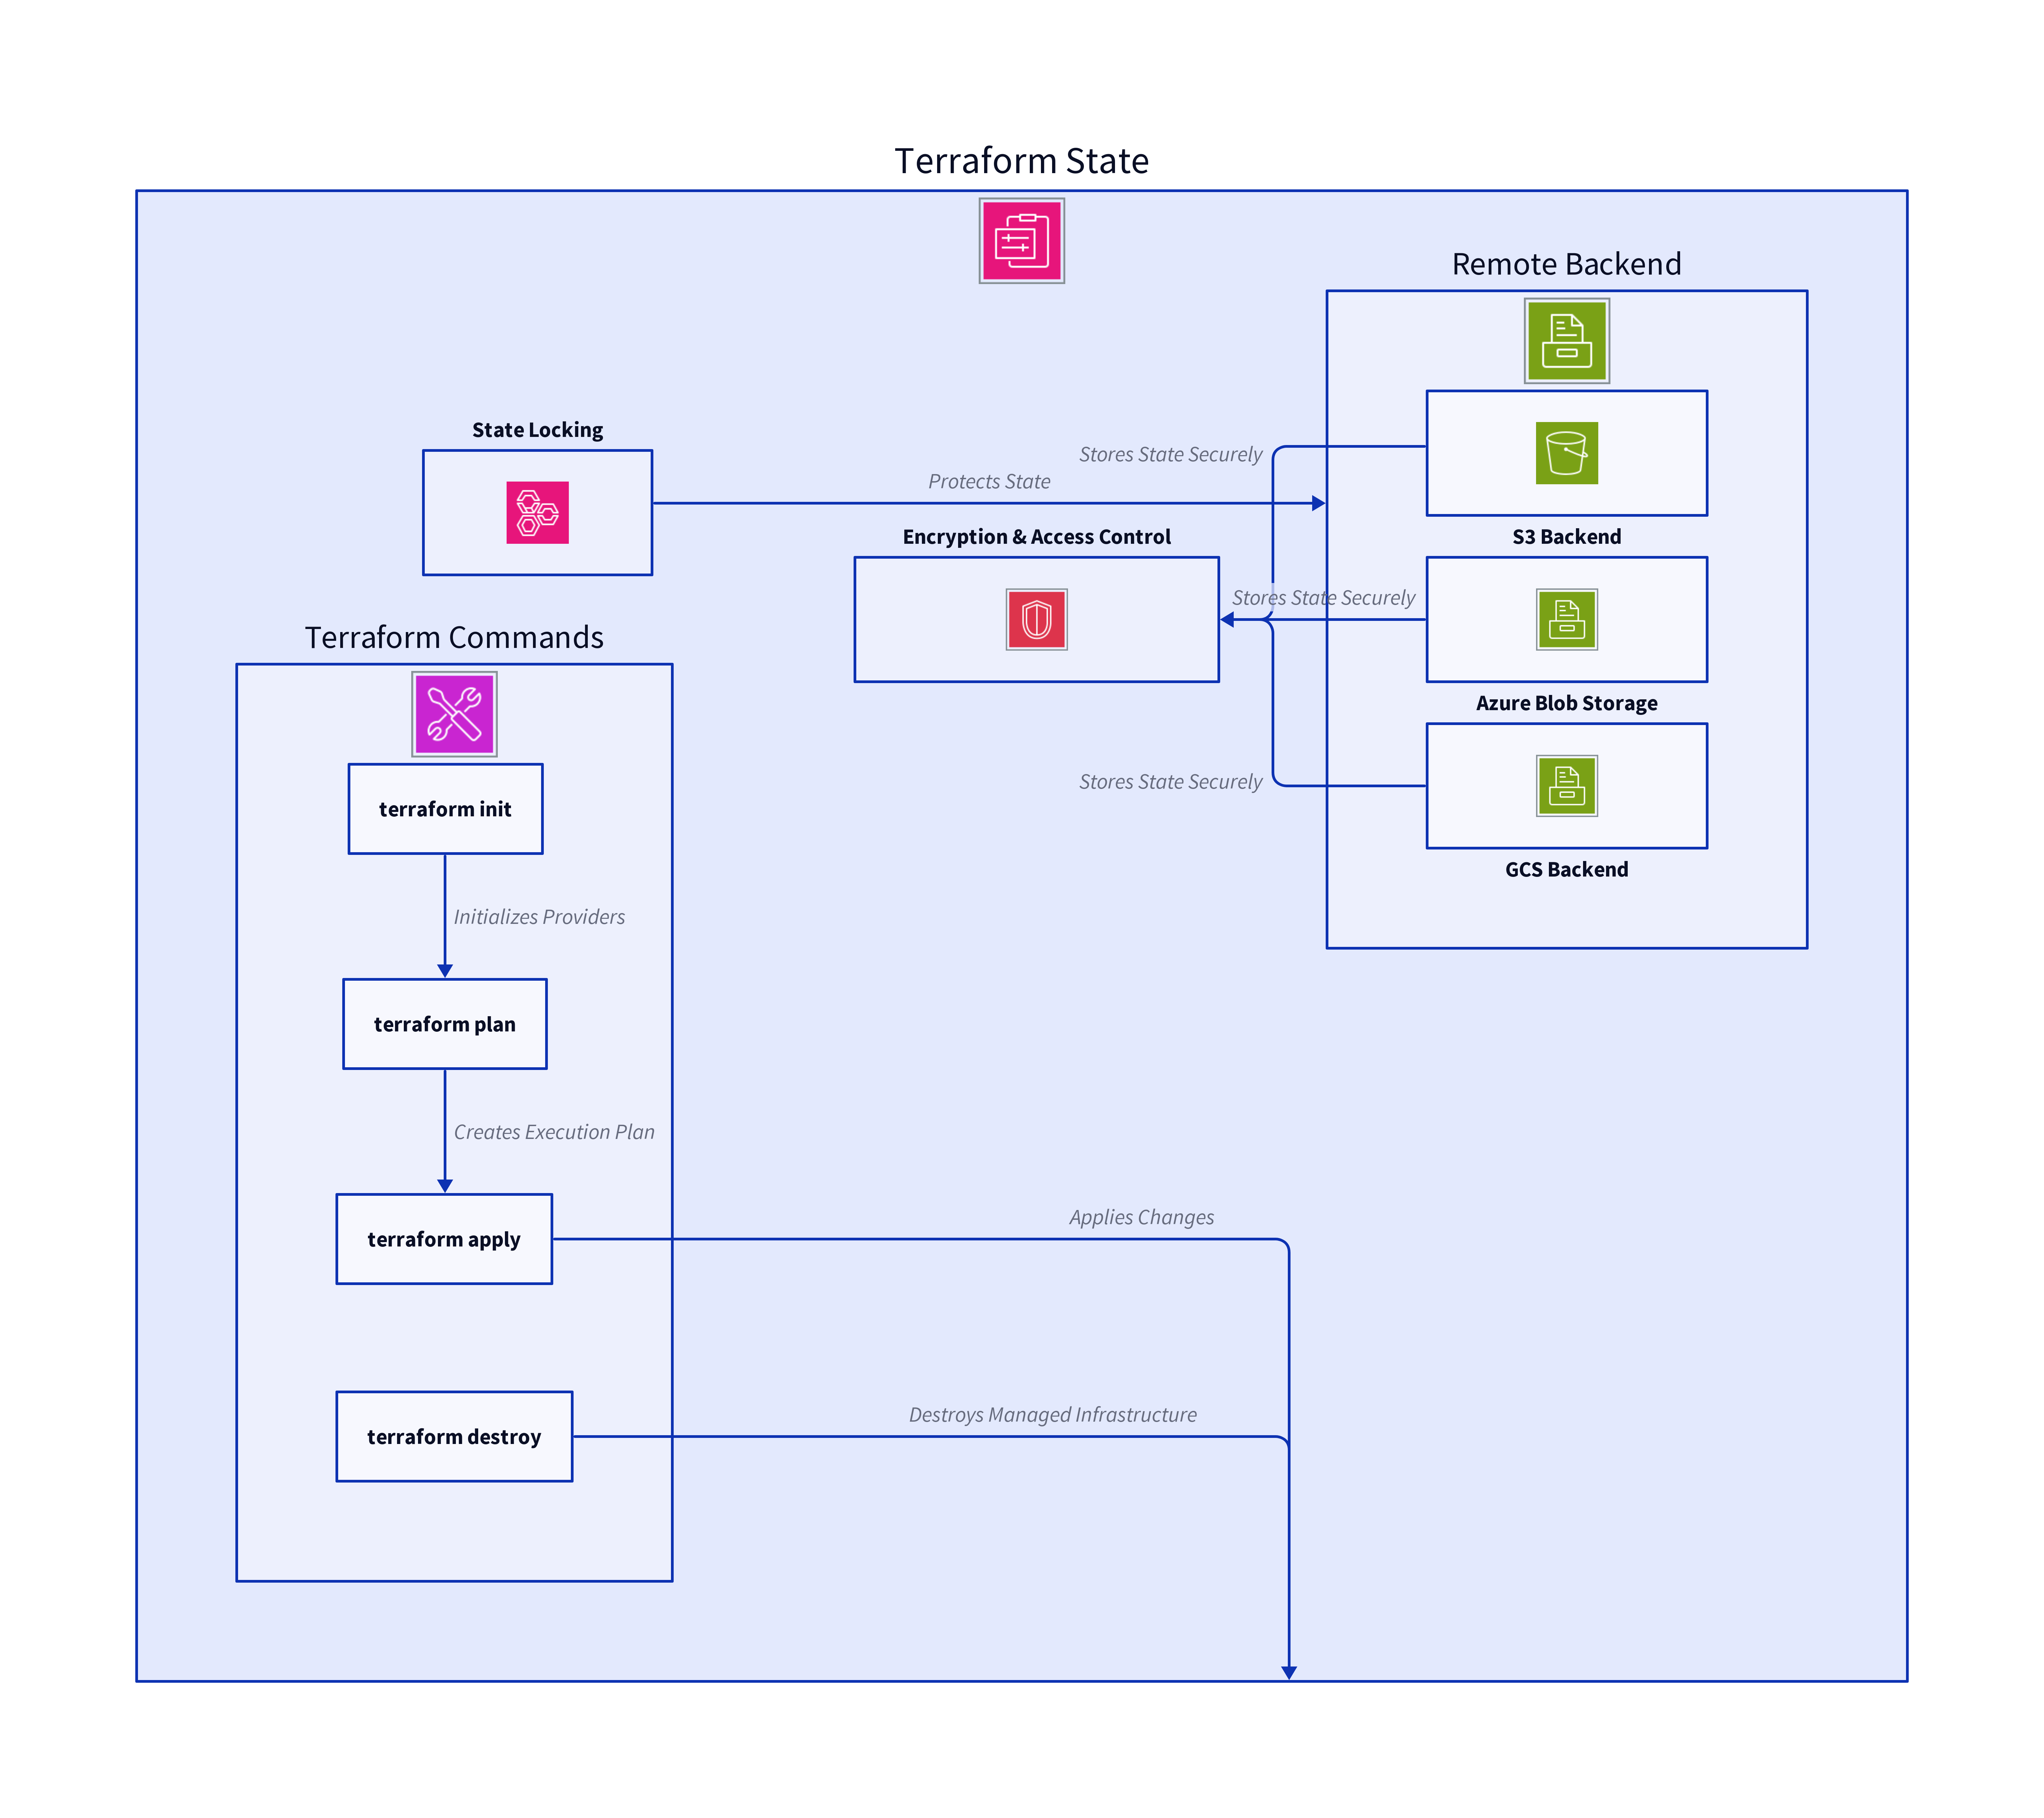 Terraform State
Remote Backend
State Locking
Stores State Securely
Protects State
Encryption & Access Control
S3 Backend
Stores State Securely
Terraform Commands
Azure Blob Storage
Stores State Securely
terraform init
GCS Backend
Initializes Providers
terraform plan
Creates Execution Plan
Applies Changes
terraform apply
Destroys Managed Infrastructure
terraform destroy